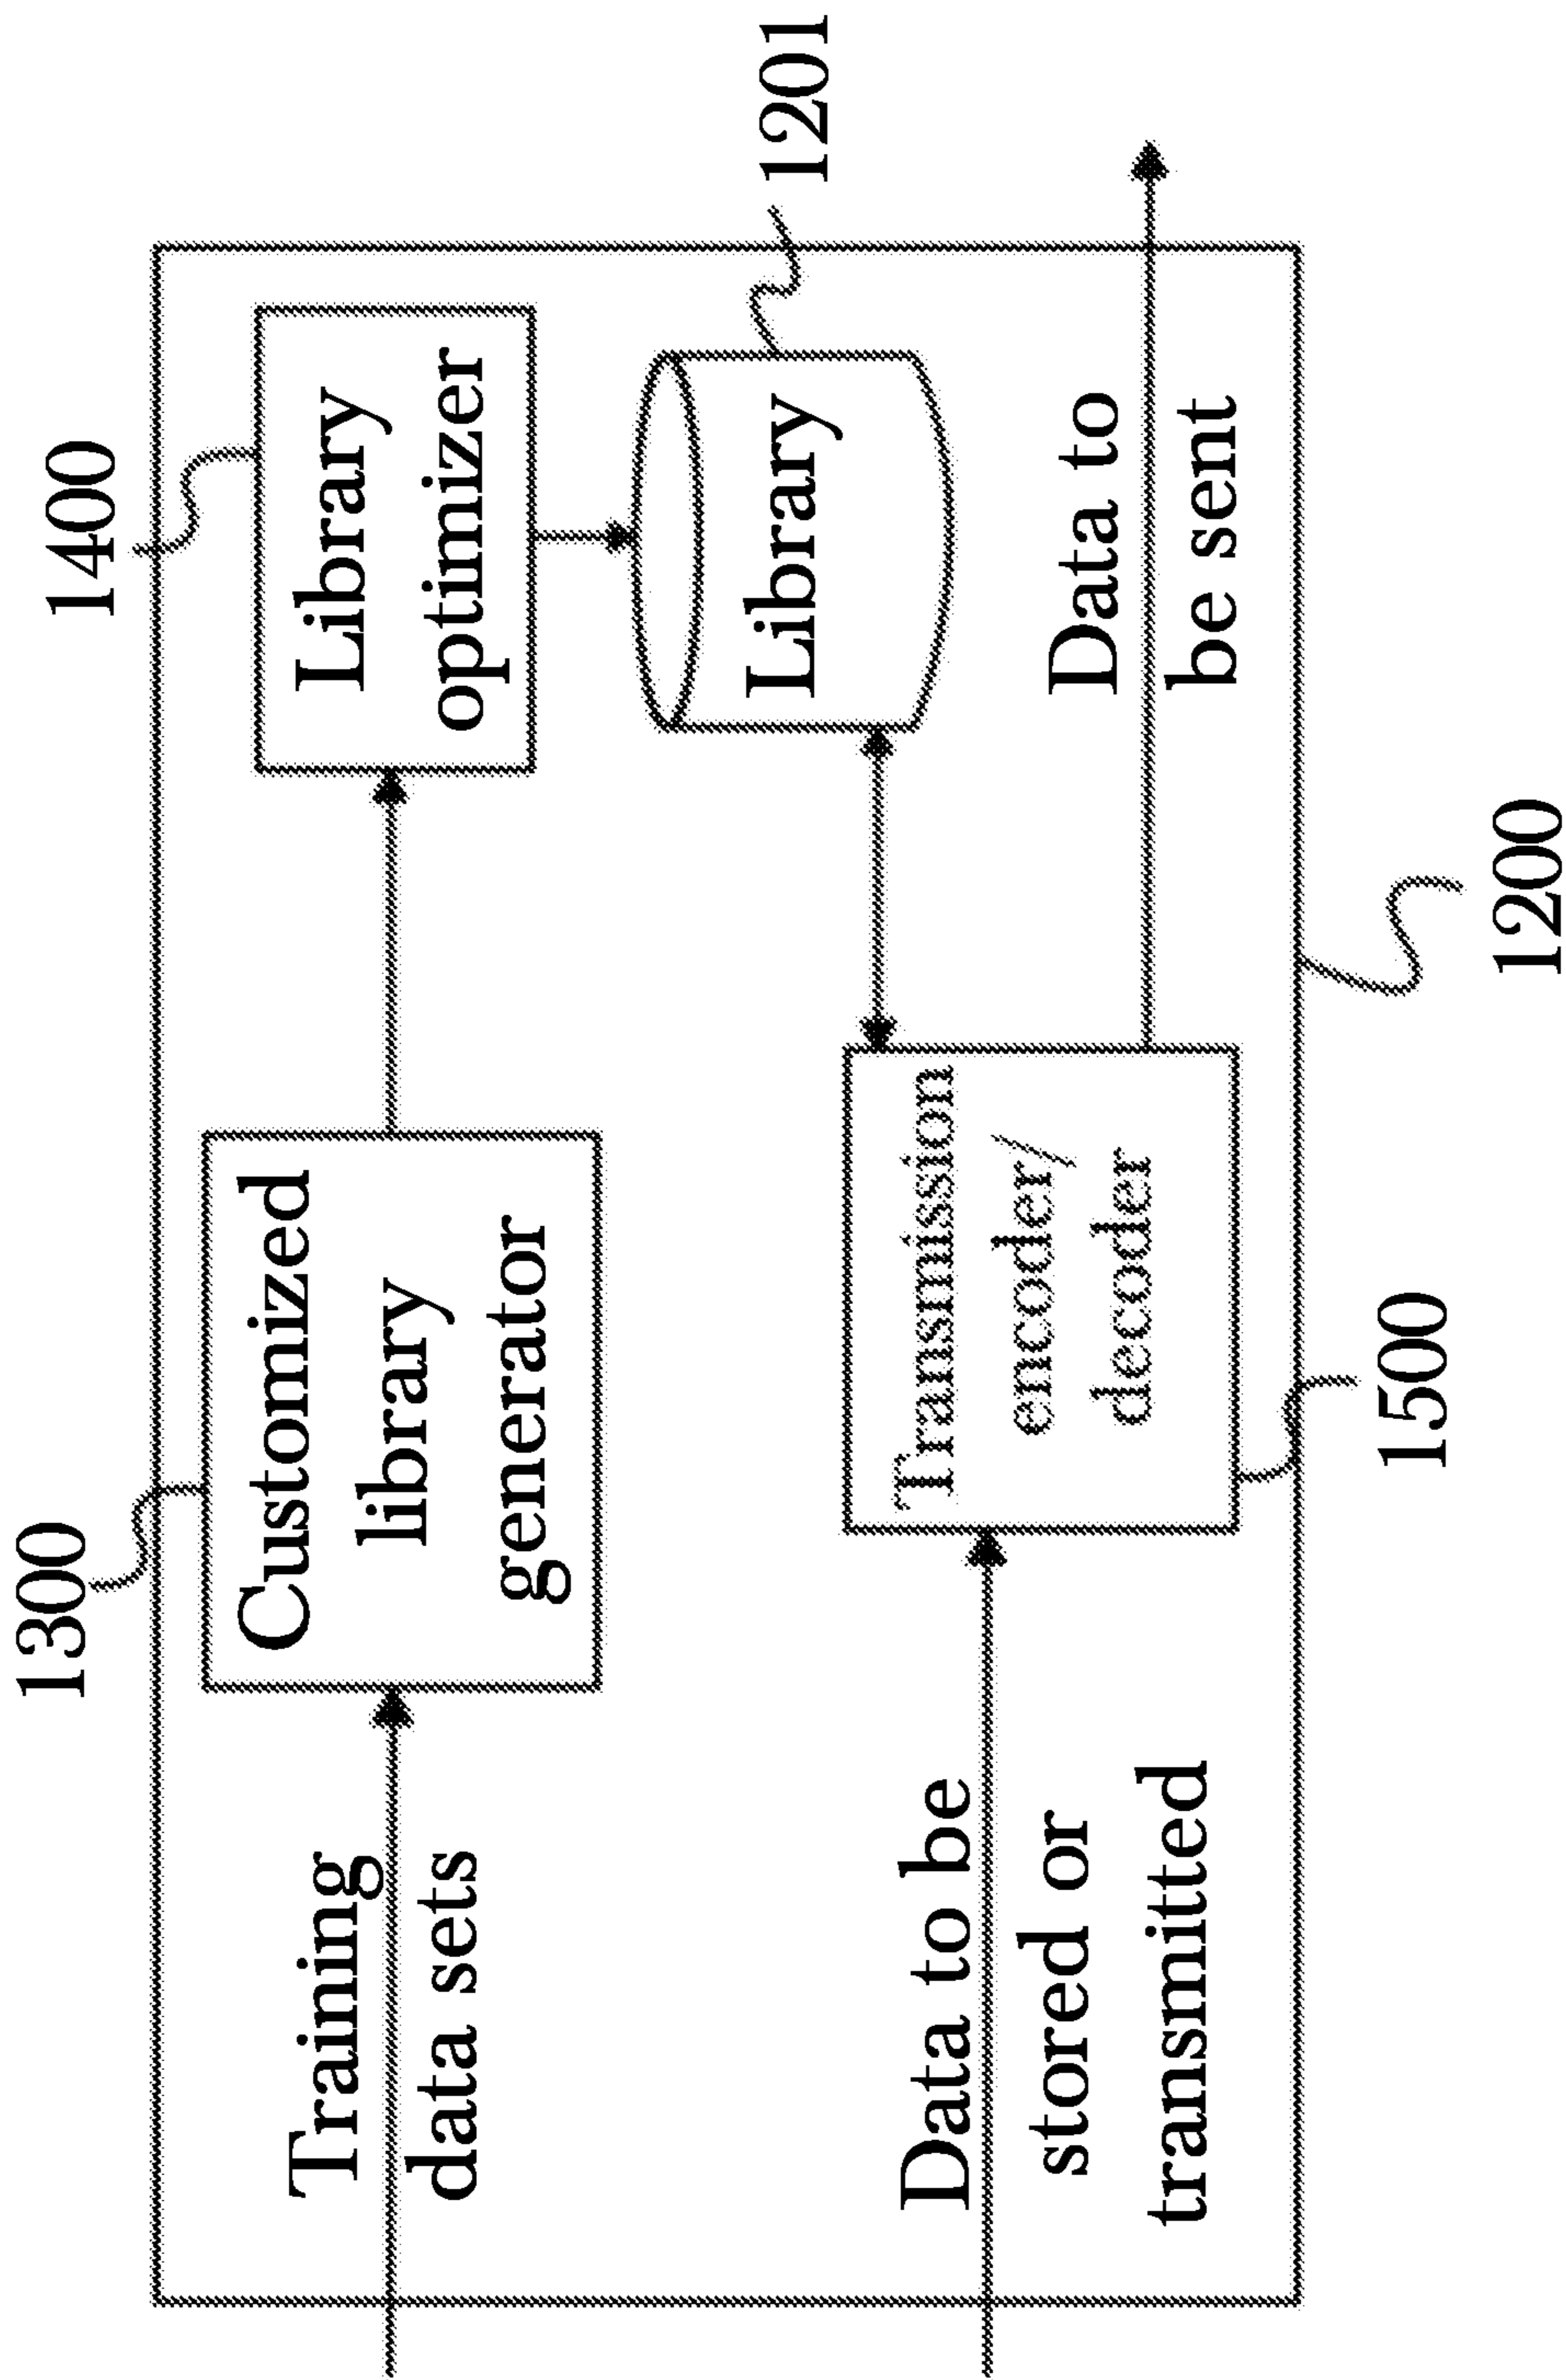 1300
1400
Training
data sets
Customized
library
generator
Library
optimizer
Library
1201
Data to be
stored or
transmitted
Transmission
encoder/
decoder
Data to
be sent
1500
1200